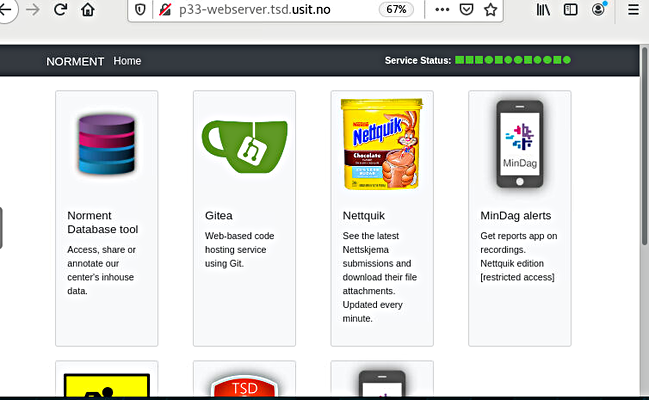 p33-webserver.tsd.usit.no
67%
NORMENT Home Service Status:
Nettquik
Chocolate
MinDag
Norment
Database tool
Access, share or
annotate our
center's inhouse
data.
Gitea
Web-based code
hosting service
using Git.
Nettquik
See the latest
Nettskjema
submissions and
download their file
attachments.
Updated every
minute.
MinDag alerts
Get reports app on
recordings.
Nettquik edition
[restricted access]
TSD